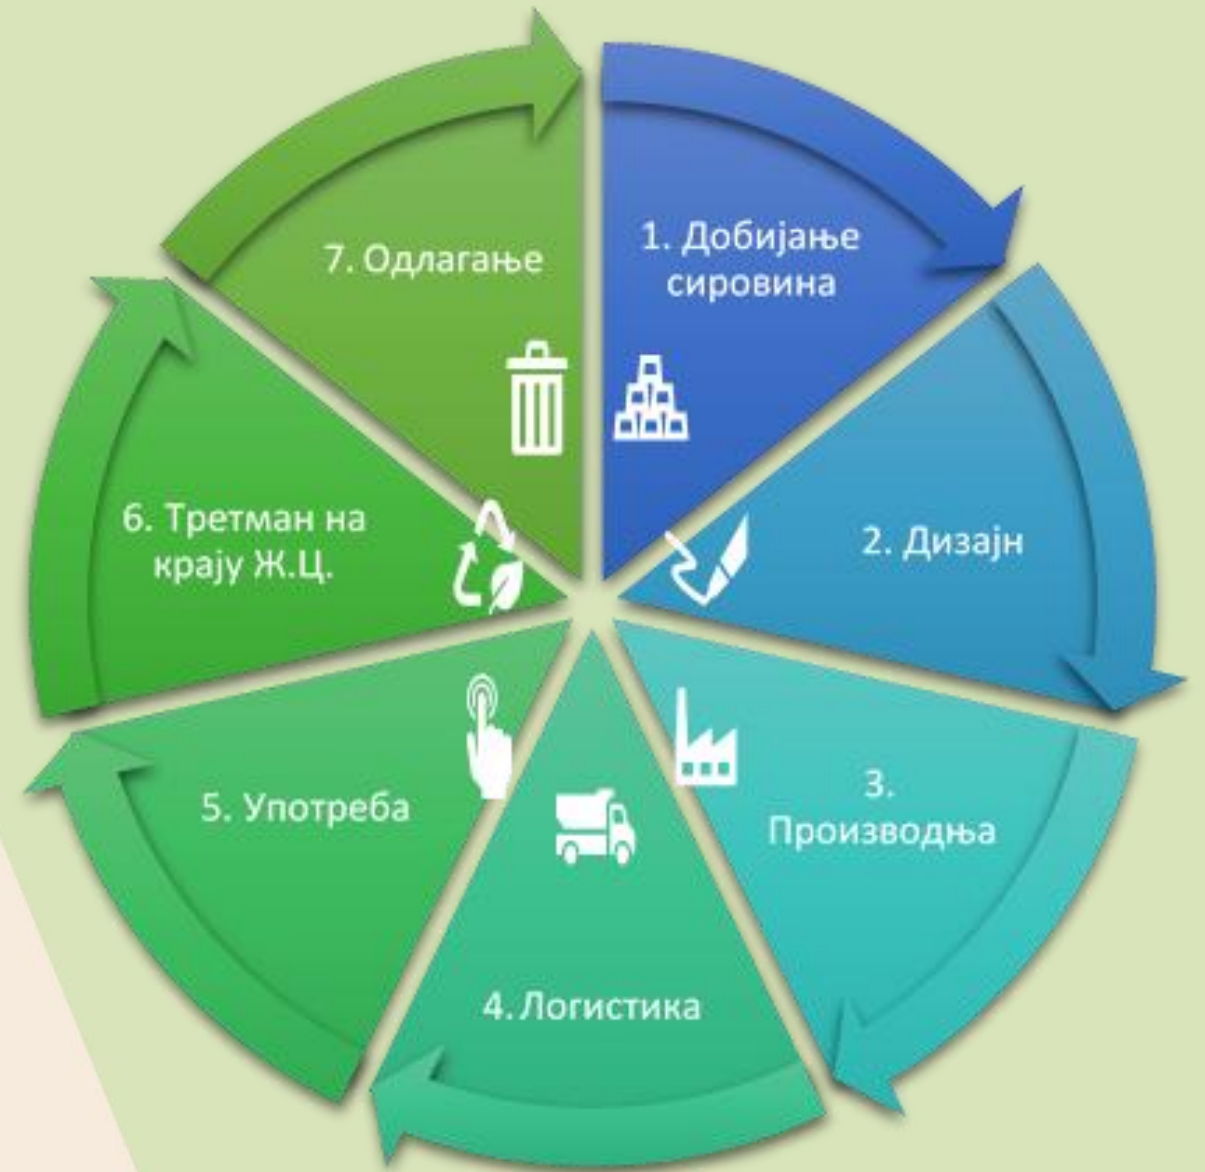 1. Добијање
сировина
2. Дизајн
3.
Производња
4. Логистика
5. Употреба
6. Третман на
крају Ж.Ц.
7. Одлагање